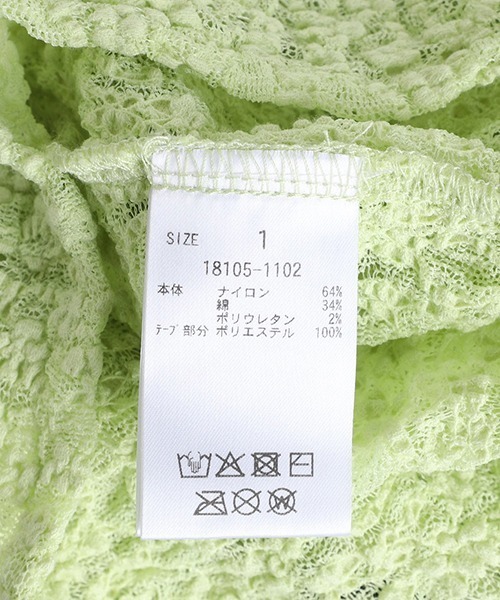 SIZE 1
18105-1102
本体 ナイロン 64%
綿 34%
ポリウレタン 2%
テープ部分 ポリエステル 100%